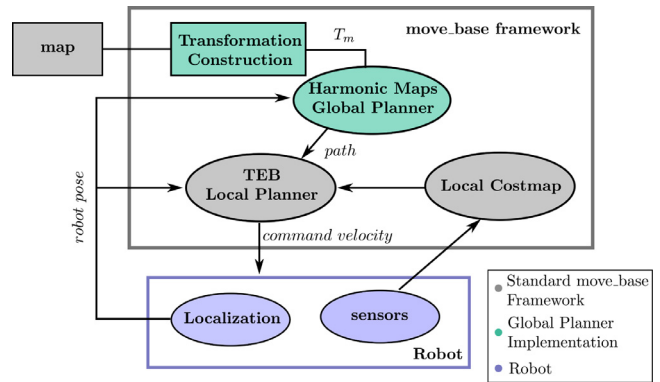 map
Transformation
Construction
T_m
move_base framework
Harmonic Maps
Global Planner
path
TEB
Local Planner
Local Costmap
robot pose
command velocity
Localization
sensors
Robot
Standard move_base
Framework
Global Planner
Implementation
Robot